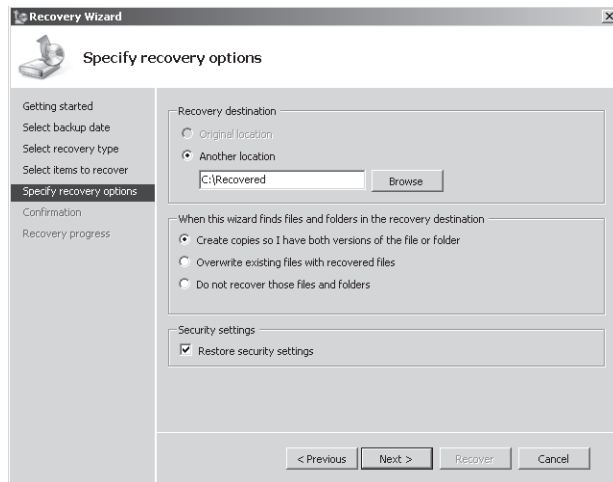 Recovery Wizard
Specify recovery options
Getting started
Select backup date
Select recovery type
Select items to recover
Specify recovery options
Confirmation
Recovery progress
Recovery destination
Original location
Another location
C:\Recovered
Browse
When this wizard finds files and folders in the recovery destination
Create copies so I have both versions of the file or folder
Overwrite existing files with recovered files
Do not recover those files and folders
Security settings
Restore security settings
< Previous
Next >
Recover
Cancel